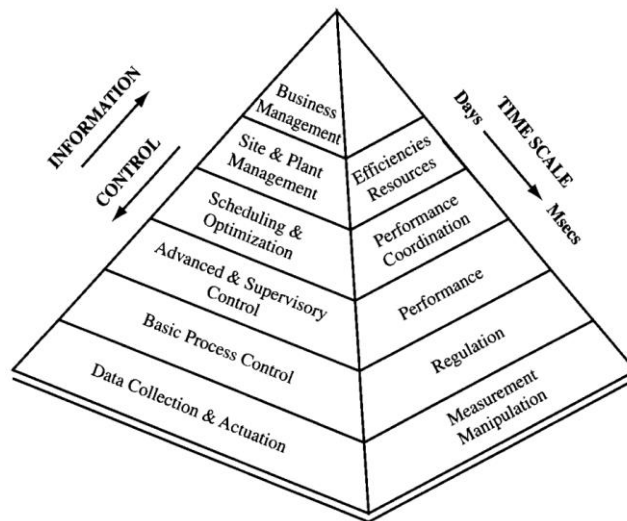 INFORMATION
CONTROL
Business
Management
Site & Plant
Management
Scheduling &
Optimization
Advanced & Supervisory
Control
Basic Process Control
Data Collection & Actuation
Efficiencies
Resources
Performance
Coordination
Performance
Regulation
Measurement
Manipulation
TIME SCALE
Days
Msecs